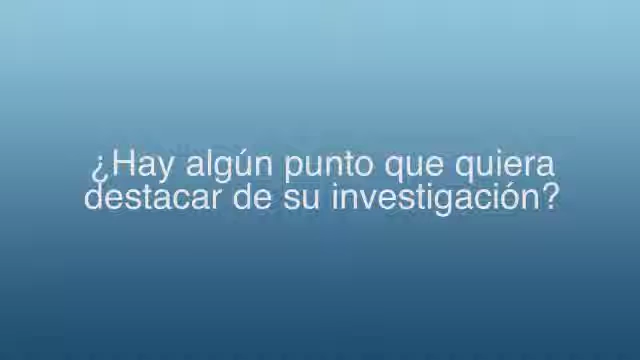 ¿Hay algún punto que quiera
destacar de su investigación?